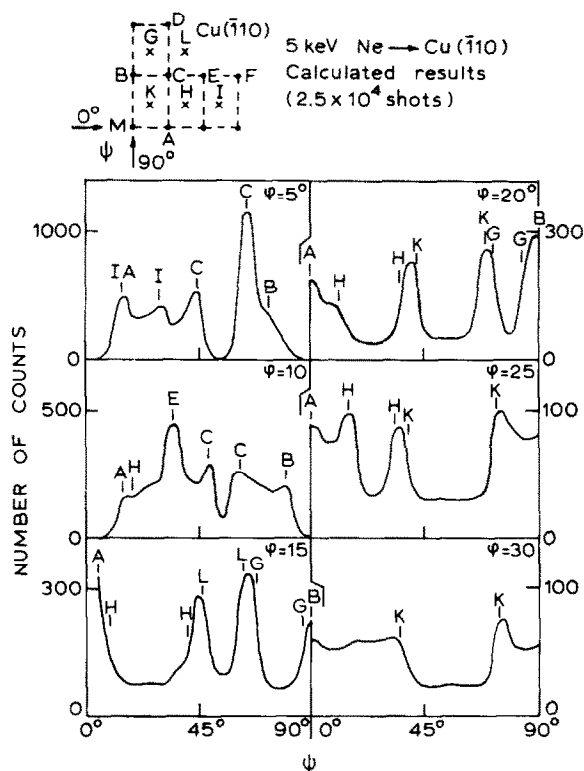 D
G L Cu(1̄10)
× ×
B C E F
K H I
× × ×
0° M A
ψ 90°
5 keV Ne → Cu(1̄10)
Calculated results
(2.5 x 10⁴ shots)
NUMBER OF COUNTS
1000
0
I A I C C B
φ=5°
A H H K K G G B
φ=20°
300
0
500
0
A H E C C B
φ=10
A H H K K
φ=25
100
0
300
0
A H H L L G G B
φ=15
K K
φ=30
100
0
0° 45° 90° 0° 45° 90°
ψ